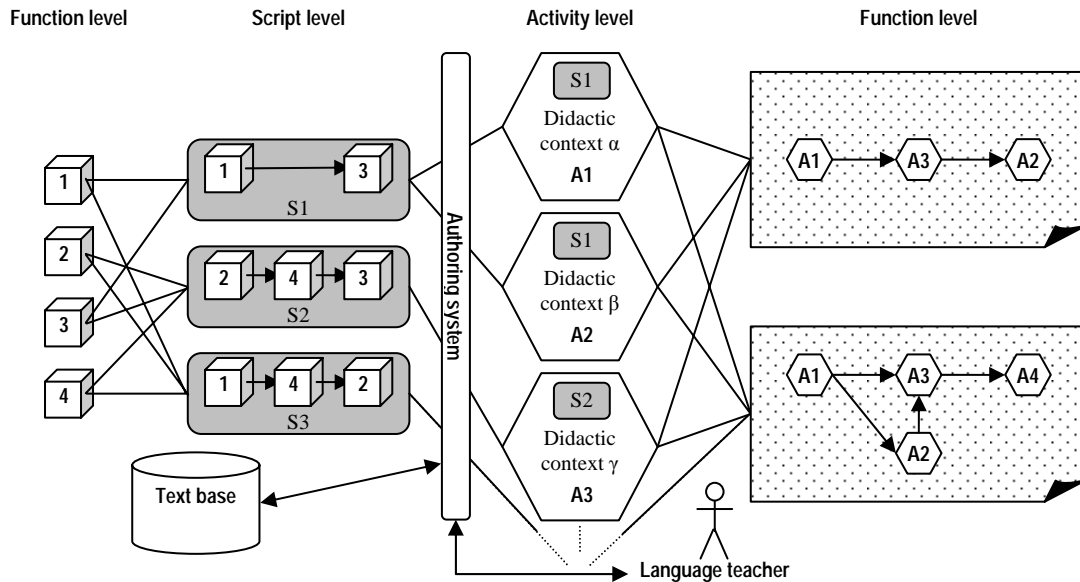 Function level
Script level
Activity level
Function level
1
2
3
4
1
3
S1
2
4
3
S2
1
4
2
S3
Text base
Authoring system
S1
Didactic
context α
A1
S1
Didactic
context β
A2
S2
Didactic
context γ
A3
Language teacher
A1
A3
A2
A1
A3
A4
A2